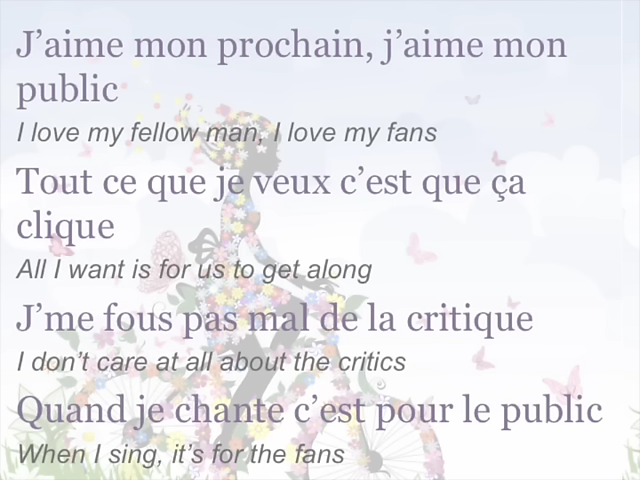 J’aime mon prochain, j’aime mon
public
I love my fellow man, I love my fans
Tout ce que je veux c’est que ça
clique
All I want is for us to get along
J’me fous pas mal de la critique
I don’t care at all about the critics
Quand je chante c’est pour le public
When I sing, it’s for the fans